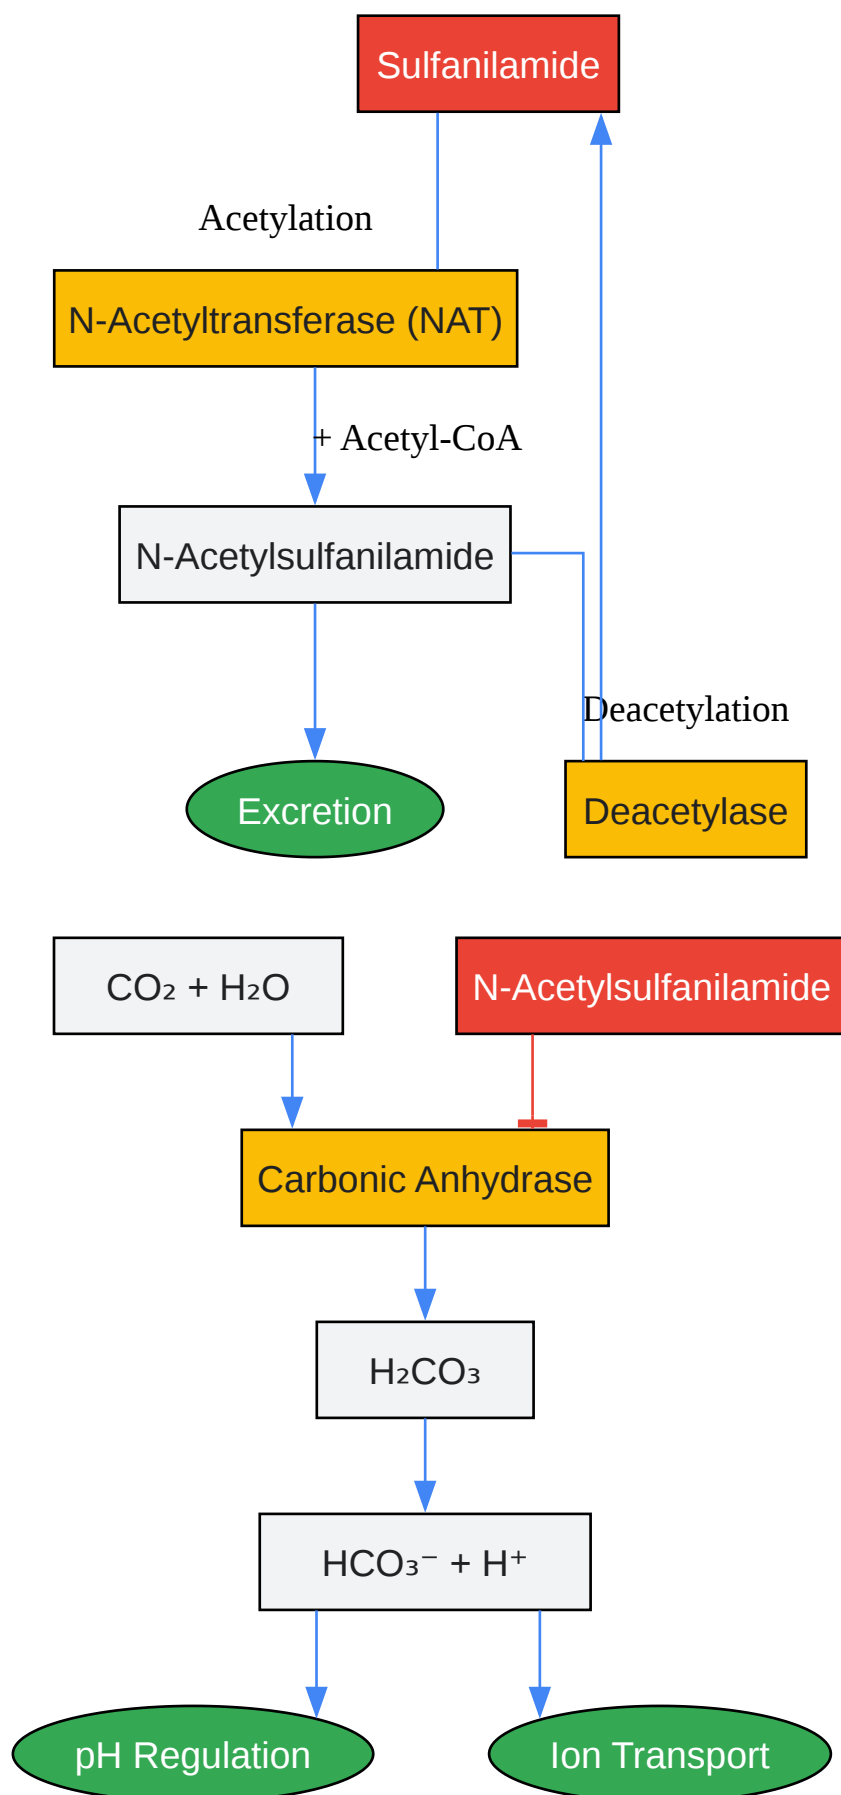 Sulfanilamide
Acetylation
N-Acetyltransferase (NAT)
+ Acetyl-CoA
N-Acetylsulfanilamide
Deacetylation
Excretion
Deacetylase
CO₂ + H₂O
N-Acetylsulfanilamide
Carbonic Anhydrase
H₂CO₃
HCO₃⁻ + H⁺
pH Regulation
Ion Transport